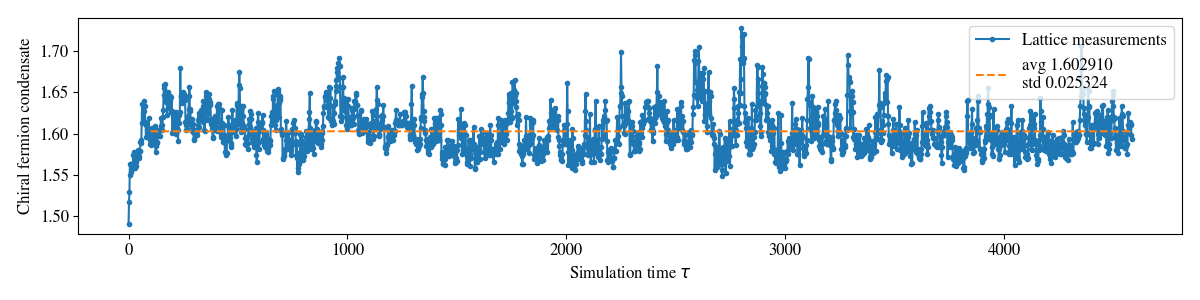 Chiral fermion condensate
1.70
1.65
1.60
1.55
1.50
Lattice measurements
avg 1.602910
std 0.025324
0
1000
2000
3000
4000
Simulation time τ